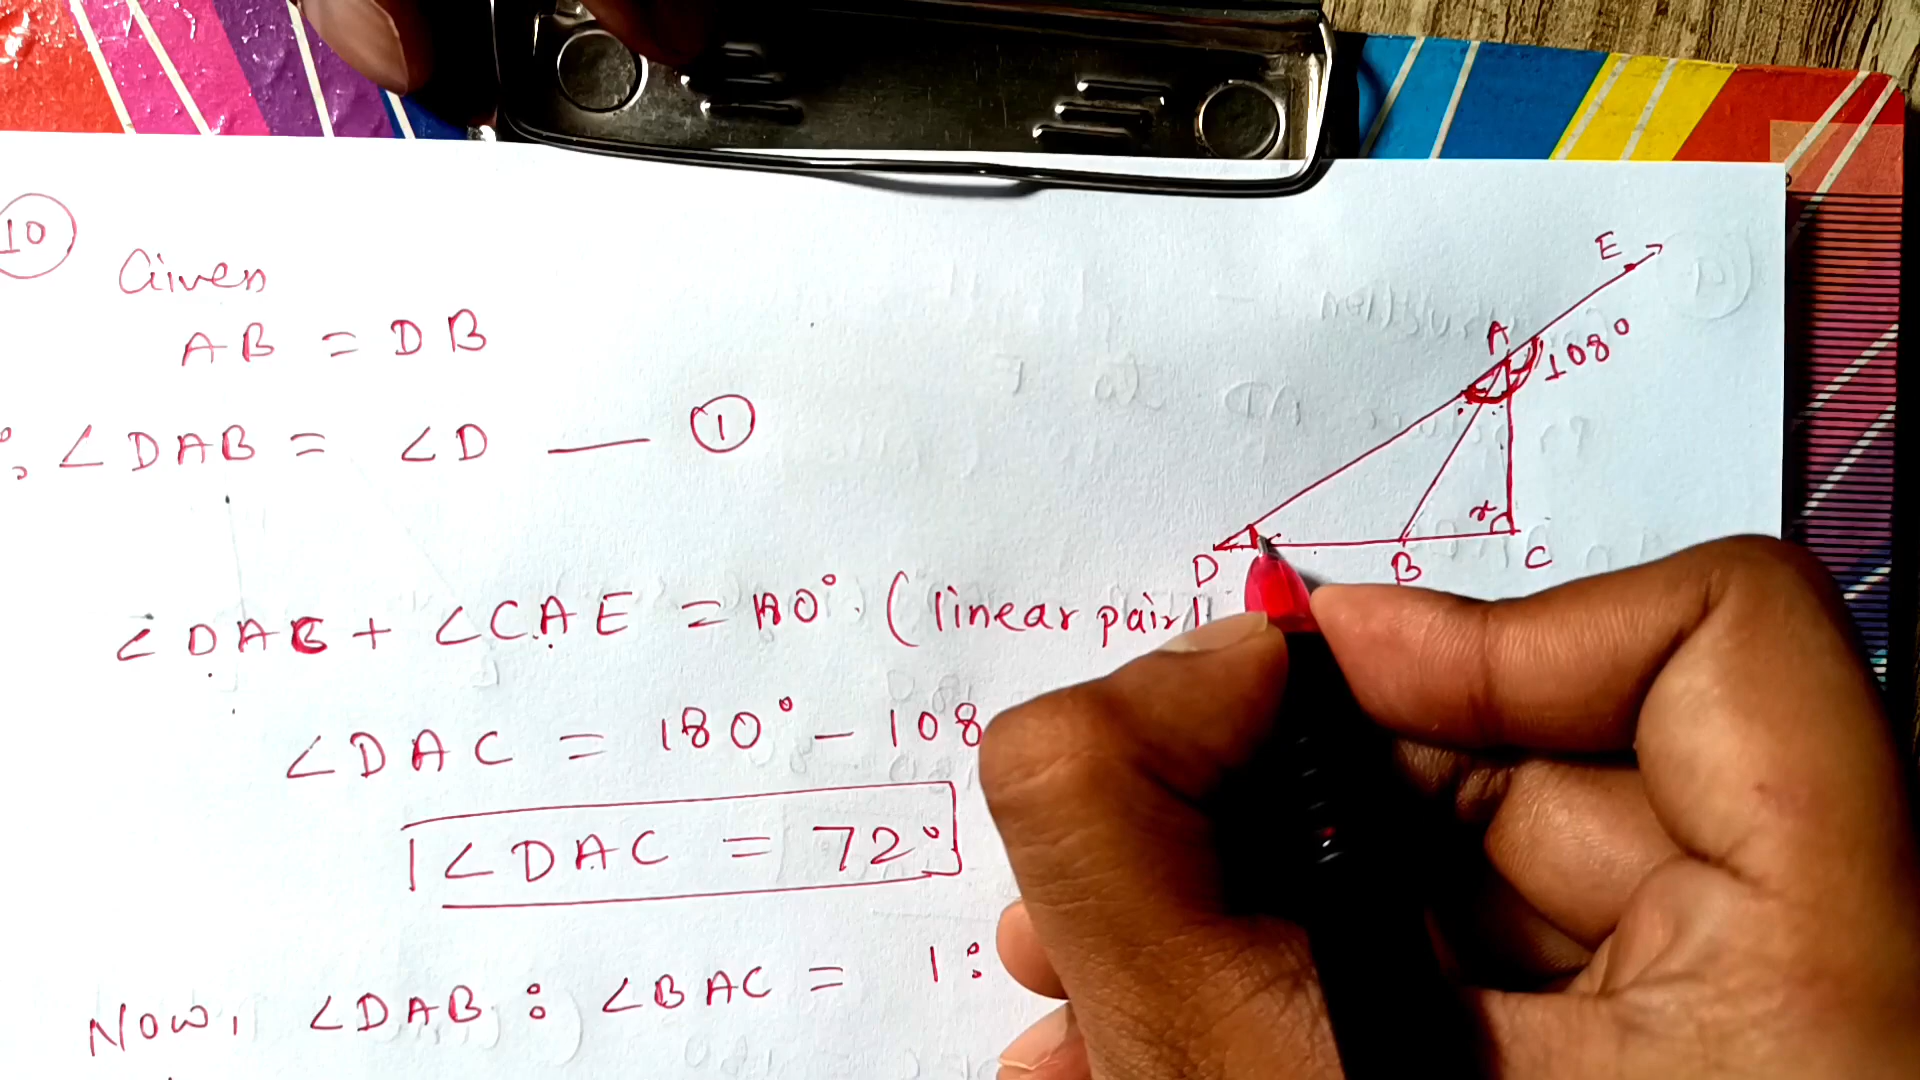 10
Given
AB = DB
∴ ∠DAB = ∠D — ①
∠DAC + ∠CAE = 180°. (linear pair)
∠DAC = 180° - 108
∠DAC = 72°
Now, ∠DAB : ∠BAC = 1:
E
A
108°
x
D
B
C